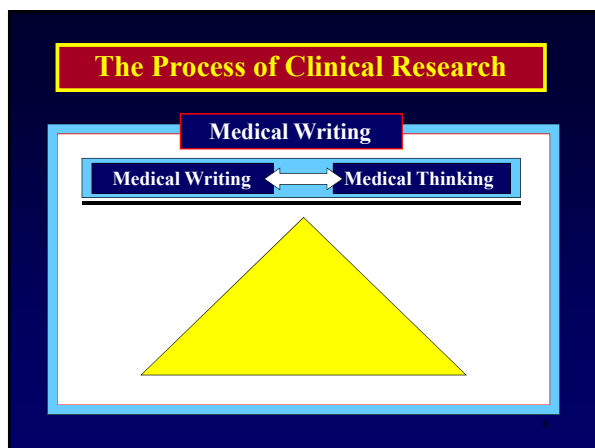 The Process of Clinical Research
Medical Writing
Medical Writing Medical Thinking